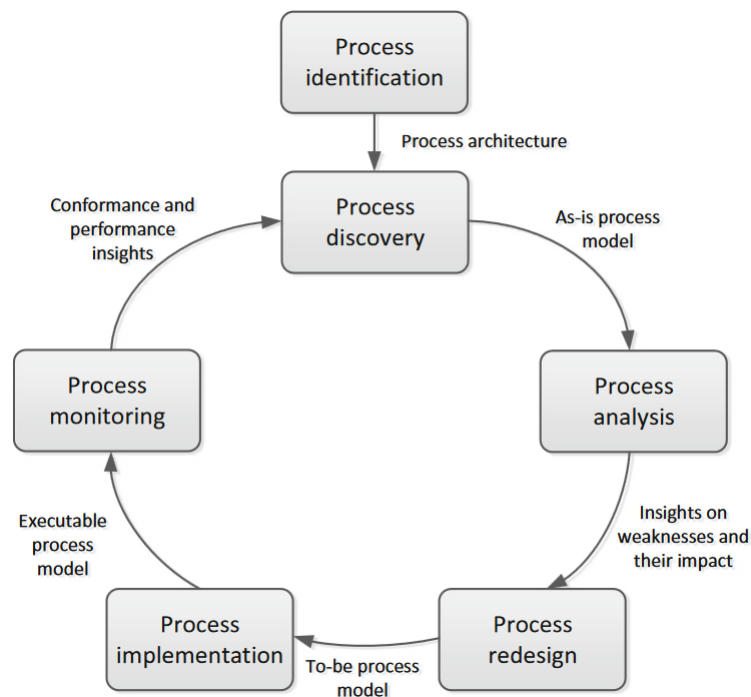 Process
identification
Process architecture
Process
discovery
Conformance and
performance
insights
As-is process
model
Process
monitoring
Process
analysis
Executable
process
model
Insights on
weaknesses and
their impact
Process
implementation
To-be process
model
Process
redesign